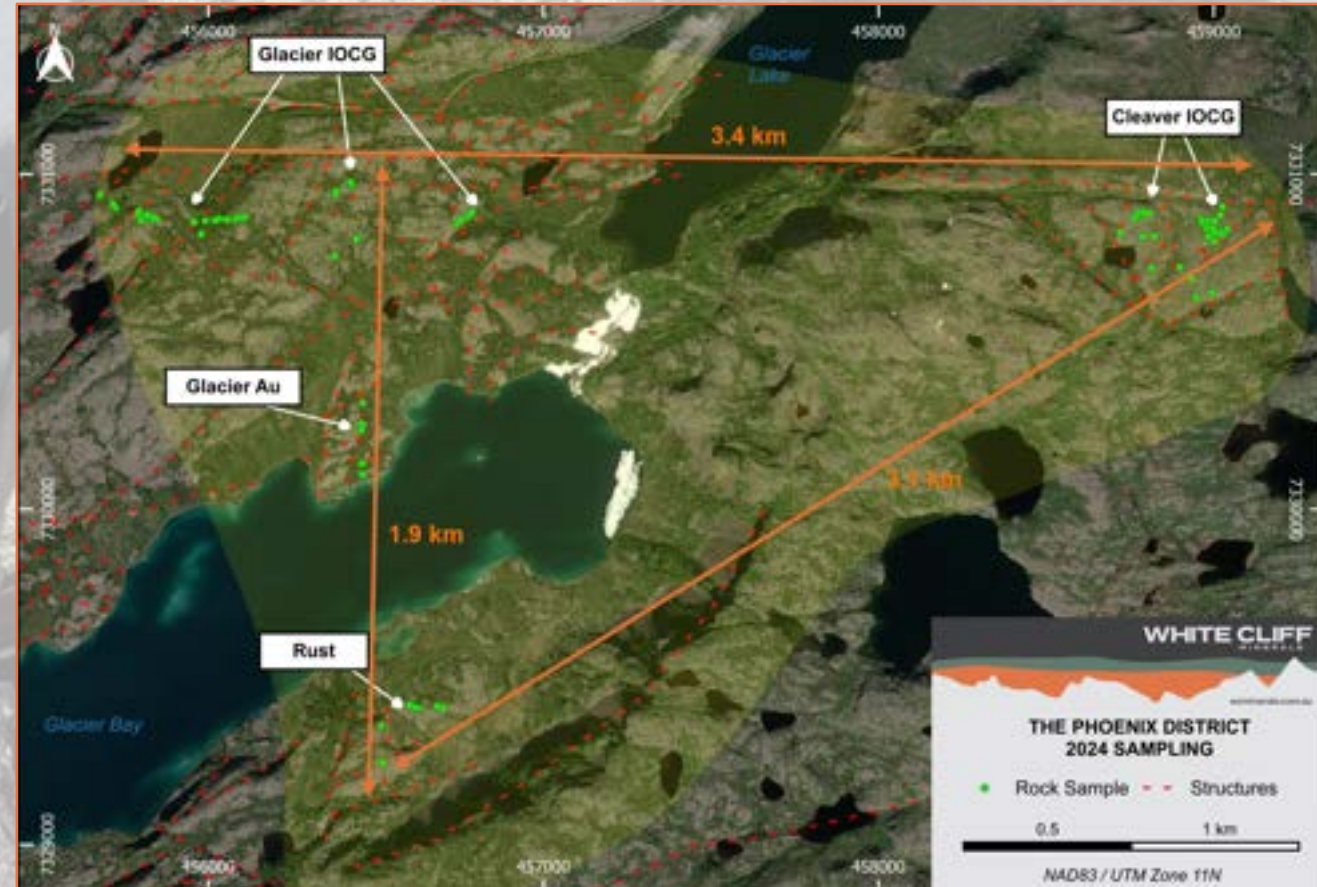 N
456000
457000
458000
459000
Glacier IOCG
Glacier
Lake
Cleaver IOCG
3.4 km
7331000
Glacier Au
1.9 km
7330000
7330000
Rust
Glacier Bay
7329000
456000
457000
458000
WHITE CLIFF
MINERALS
THE PHOENIX DISTRICT
2024 SAMPLING
Rock Sample
Structures
0.5
1 km
NAD83 / UTM Zone 11N